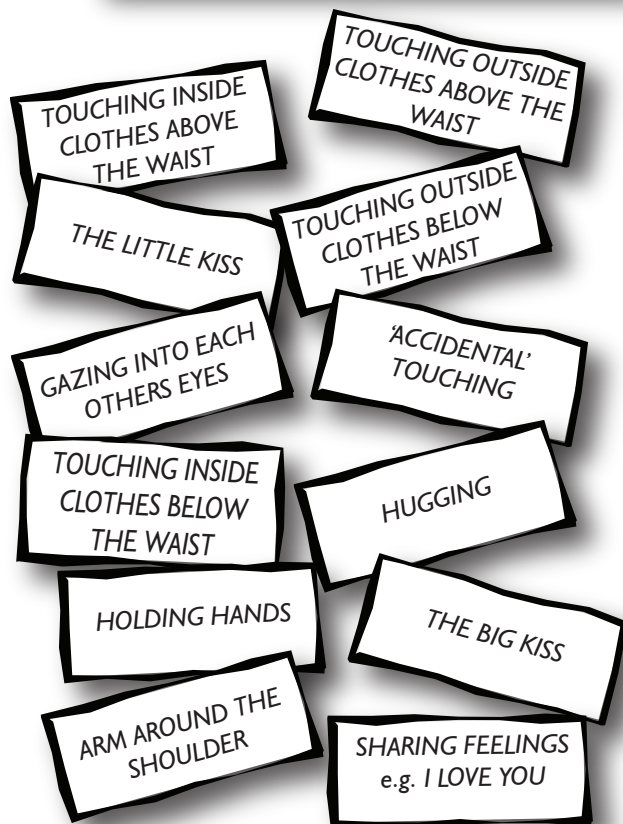 TOUCHING INSIDE
CLOTHES ABOVE
THE WAIST
TOUCHING OUTSIDE
CLOTHES ABOVE THE
WAIST
THE LITTLE KISS
TOUCHING OUTSIDE
CLOTHES BELOW
THE WAIST
GAZING INTO EACH
OTHERS EYES
‘ACCIDENTAL’
TOUCHING
TOUCHING INSIDE
CLOTHES BELOW
THE WAIST
HUGGING
HOLDING HANDS
THE BIG KISS
ARM AROUND THE
SHOULDER
SHARING FEELINGS
e.g. I LOVE YOU